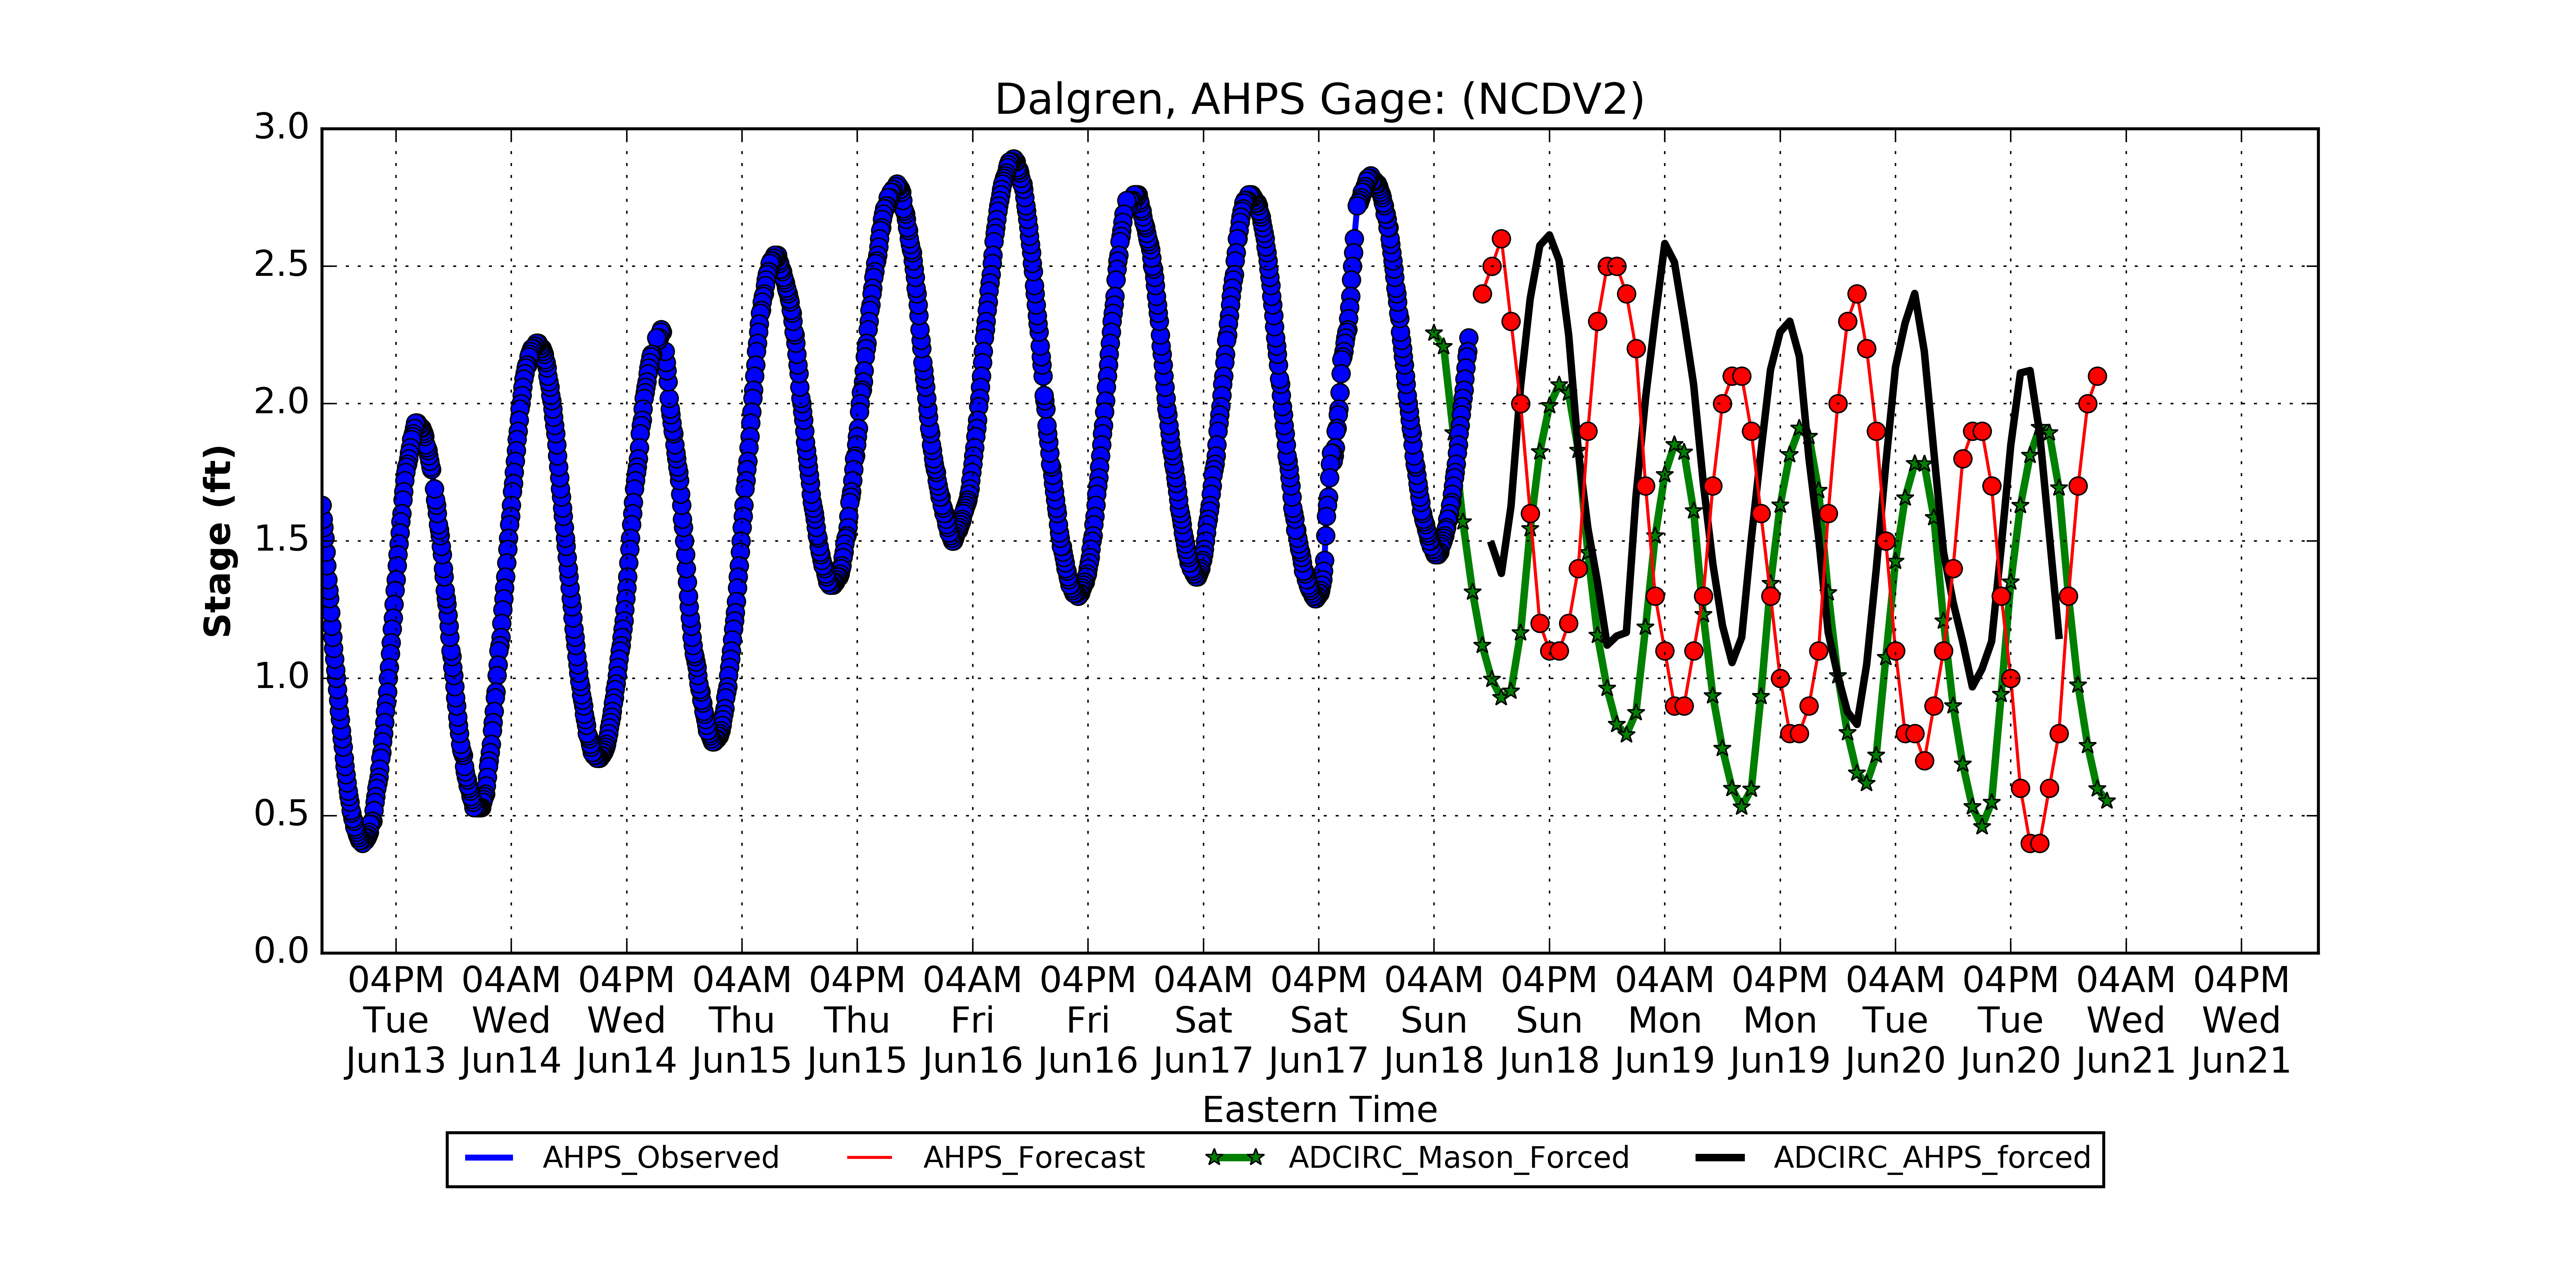 Dalgren, AHPS Gage: (NCDV2)
3.0
2.5
2.0
1.5
1.0
0.5
0.0
Stage (ft)
04PM 04AM 04PM 04AM 04PM 04AM 04PM 04AM 04PM 04AM 04PM 04AM 04PM 04AM 04PM 04AM 04PM
Tue Wed Wed Thu Thu Fri Fri Sat Sat Sun Sun Mon Mon Tue Tue Wed Wed
Jun13 Jun14 Jun14 Jun15 Jun15 Jun16 Jun16 Jun17 Jun17 Jun18 Jun18 Jun19 Jun19 Jun20 Jun20 Jun21 Jun21
Eastern Time
AHPS_Observed AHPS_Forecast ADCIRC_Mason_Forced ADCIRC_AHPS_forced